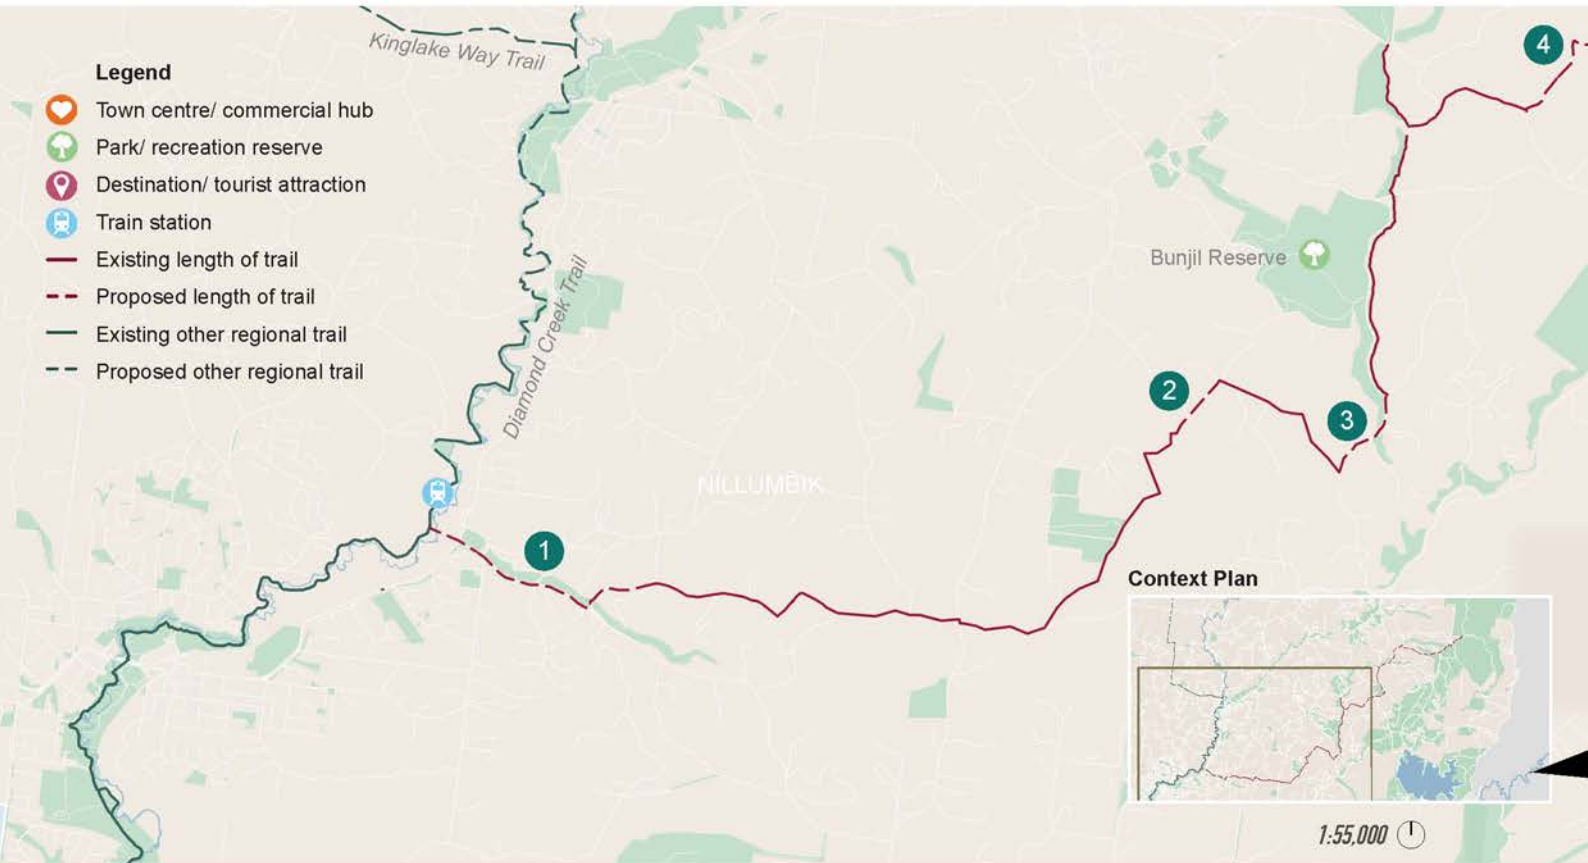 Kinglake Way Trail
4
Legend
Town centre/ commercial hub
Park/ recreation reserve
Destination/ tourist attraction
Train station
Existing length of trail
Proposed length of trail
Existing other regional trail
Proposed other regional trail
Diamond Creek Trail
Bunjil Reserve
2
3
NILLUMBIK
1
Context Plan
1:55,000